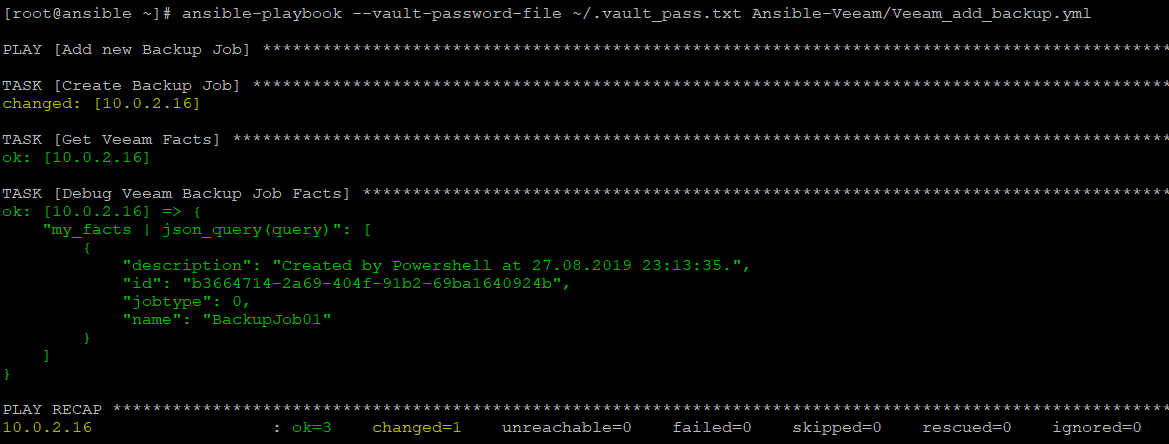 [root@ansible ~]# ansible-playbook --vault-password-file ~/.vault_pass.txt Ansible-Veeam/Veeam_add_backup.yml
PLAY [Add new Backup Job] *******************************************************************************************
TASK [Create Backup Job] ********************************************************************************************
changed: [10.0.2.16]
TASK [Get Veeam Facts] **********************************************************************************************
ok: [10.0.2.16]
TASK [Debug Veeam Backup Job Facts] *********************************************************************************
ok: [10.0.2.16] => {
    "my_facts | json_query(query)": [
        {
            "description": "Created by Powershell at 27.08.2019 23:13:35.",
            "id": "b3664714-2a69-404f-91b2-69ba1640924b",
            "jobtype": 0,
            "name": "BackupJob01"
        }
    ]
}
PLAY RECAP **********************************************************************************************************
10.0.2.16                  : ok=3    changed=1    unreachable=0    failed=0    skipped=0    rescued=0    ignored=0